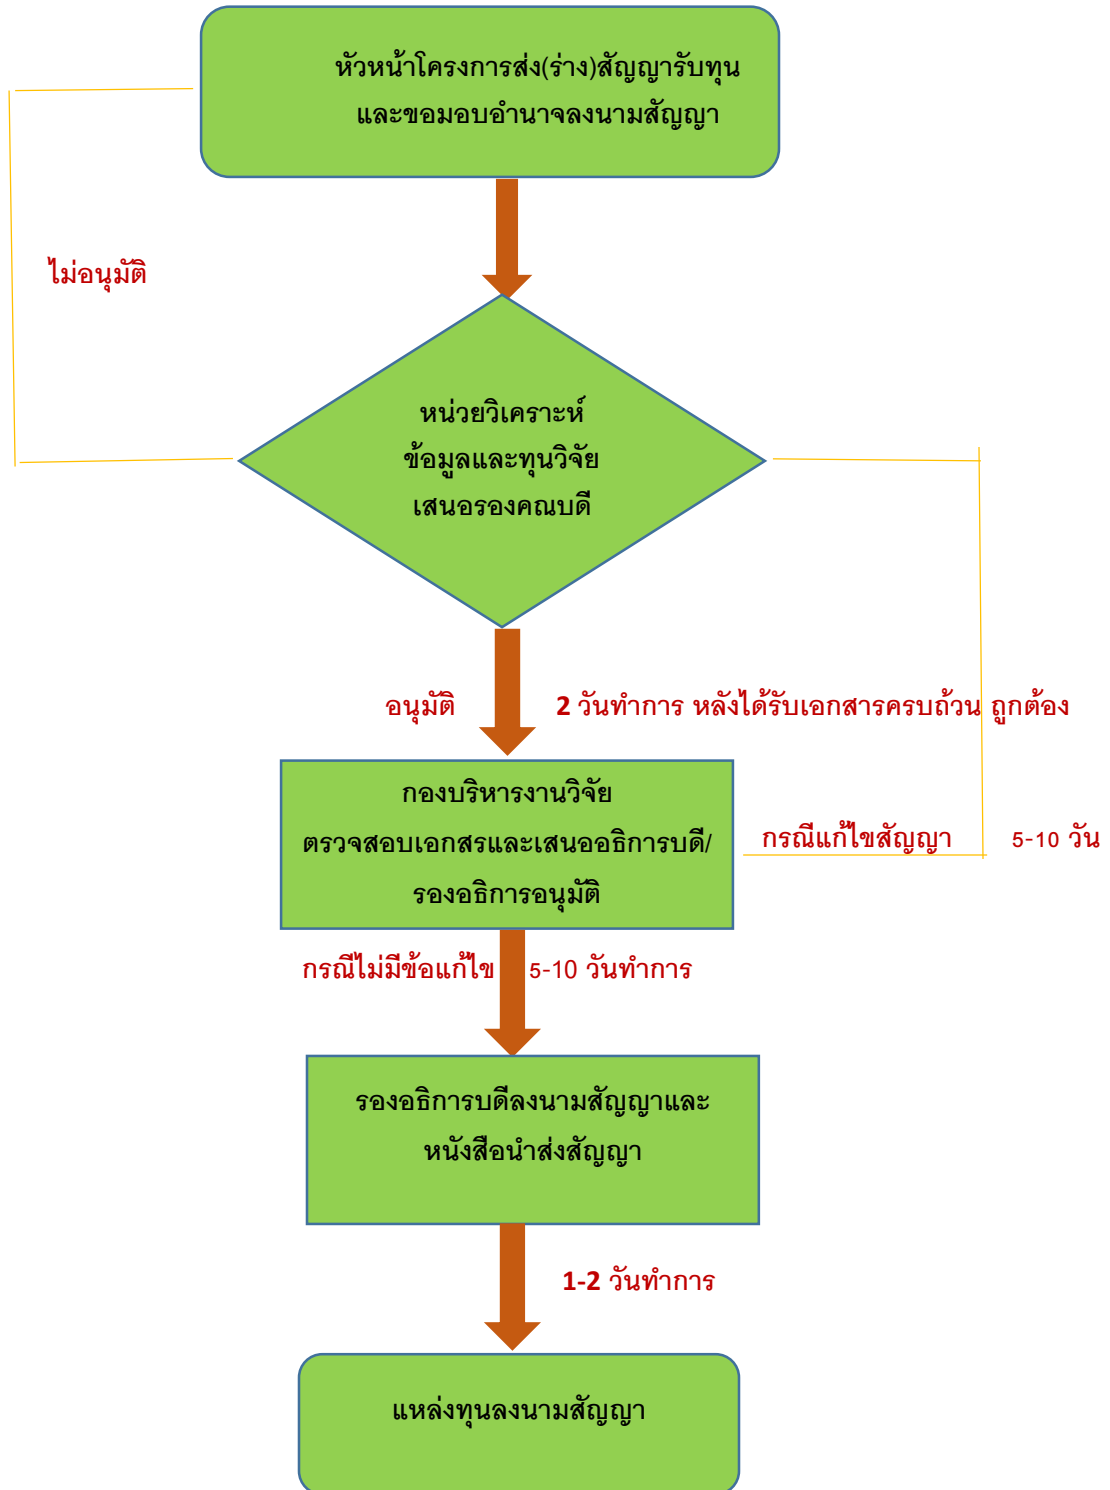 หัวหน้าโครงการส่ง(ร่าง)สัญญารับทุน
และขอมอบอำนาจลงนามสัญญา
ไม่อนุมัติ
หน่วยวิเคราะห์
ข้อมูลและทุนวิจัย
เสนอรองคณบดี
อนุมัติ
2 วันทำการ หลังได้รับเอกสารครบถ้วน ถูกต้อง
กองบริหารงานวิจัย
ตรวจสอบเอกสรและเสนออธิการบดี/
รองอธิการอนุมัติ
กรณีแก้ไขสัญญา
5-10 วัน
กรณีไม่มีข้อแก้ไข
5-10 วันทำการ
รองอธิการบดีลงนามสัญญาและ
หนังสือนำส่งสัญญา
1-2 วันทำการ
แหล่งทุนลงนามสัญญา